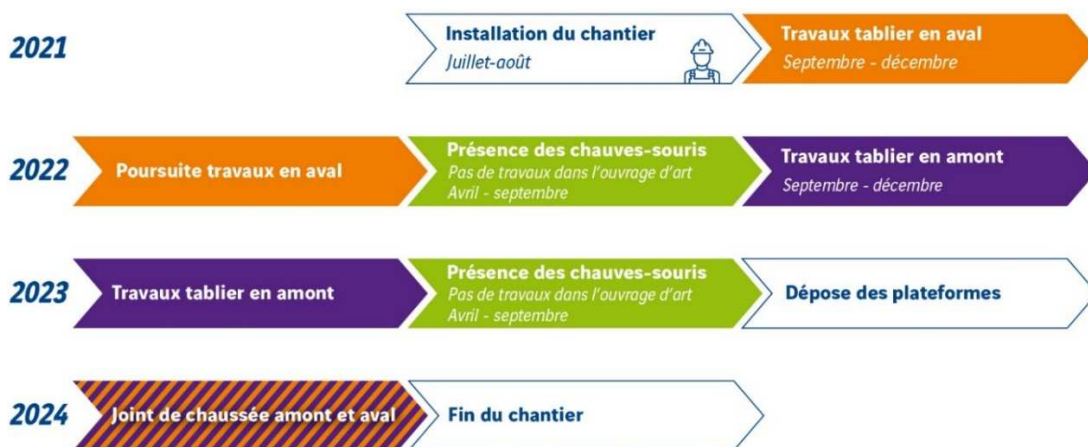 2021
Installation du chantier
Juillet-août
Travaux tablier en aval
Septembre - décembre
2022
Poursuite travaux en aval
Présence des chauves-souris
Pas de travaux dans l'ouvrage d'art
Avril - septembre
Travaux tablier en amont
Septembre - décembre
2023
Travaux tablier en amont
Présence des chauves-souris
Pas de travaux dans l'ouvrage d'art
Avril - septembre
Dépose des plateformes
2024
Joint de chaussée amont et aval
Fin du chantier